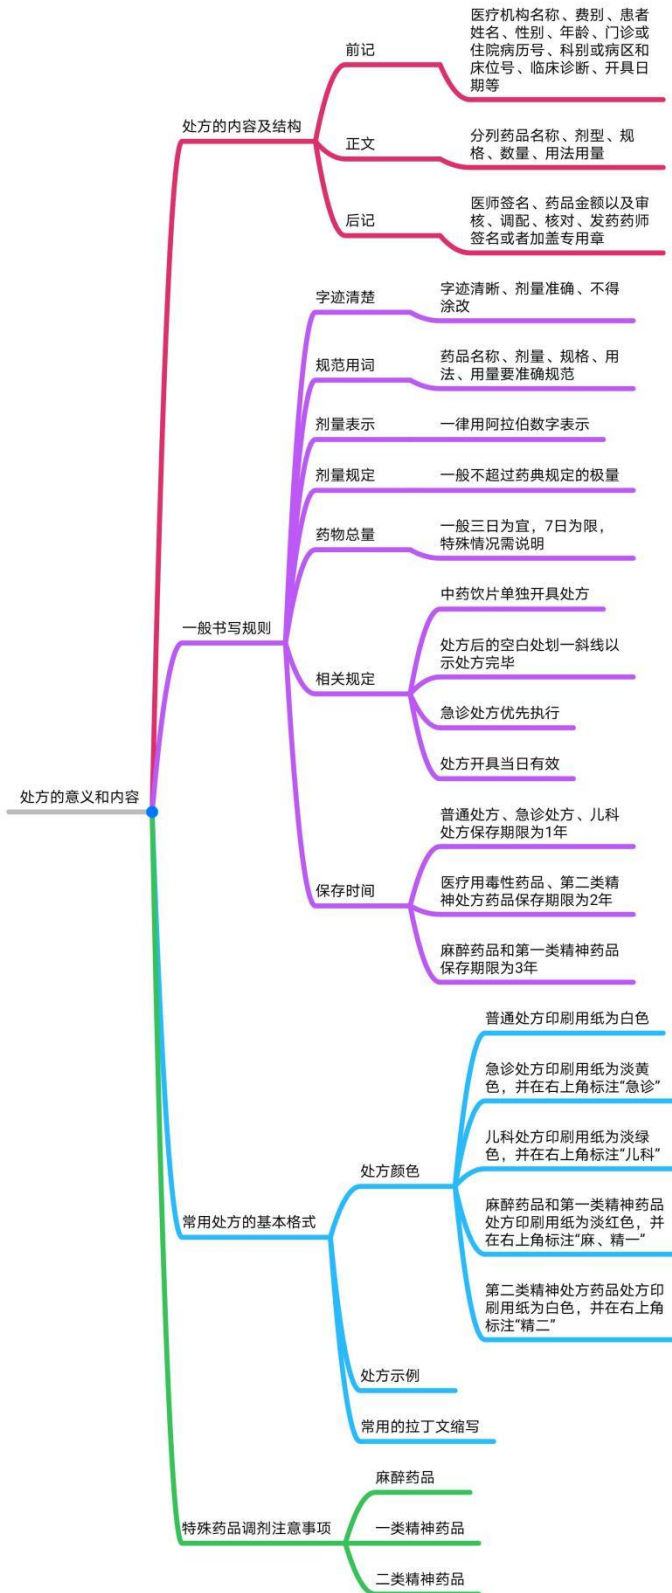 医疗机构名称、费别、患者
姓名、性别、年龄、门诊或
住院病历号、科别或病区和
床位号、临床诊断、开具日
期等
前记
处方的内容及结构
正文
分列药品名称、剂型、规
格、数量、用法用量
后记
医师签名、药品金额以及审
核、调配、核对、发药药师
签名或者加盖专用章
字迹清楚
字迹清晰、剂量准确、不得
涂改
规范用词
药品名称、剂量、规格、用
法、用量要准确规范
剂量表示
一律用阿拉伯数字表示
剂量规定
一般不超过药典规定的极量
药物总量
一般三日为宜，7日为限，
特殊情况需说明
一般书写规则
相关规定
中药饮片单独开具处方
处方后的空白处划一斜线以
示处方完毕
急诊处方优先执行
处方开具当日有效
处方的意义和内容
保存时间
普通处方、急诊处方、儿科
处方保存期限为1年
医疗用毒性药品、第二类精
神处方药品保存期限为2年
麻醉药品和第一类精神药品
保存期限为3年
常用处方的基本格式
处方颜色
普通处方印刷用纸为白色
急诊处方印刷用纸为淡黄
色，并在右上角标注“急诊”
儿科处方印刷用纸为淡绿
色，并在右上角标注“儿科”
麻醉药品和第一类精神药品
处方印刷用纸为淡红色，并
在右上角标注“麻、精一”
第二类精神处方药品处方印
刷用纸为白色，并在右上角
标注“精二”
处方示例
常用的拉丁文缩写
特殊药品调剂注意事项
麻醉药品
一类精神药品
二类精神药品